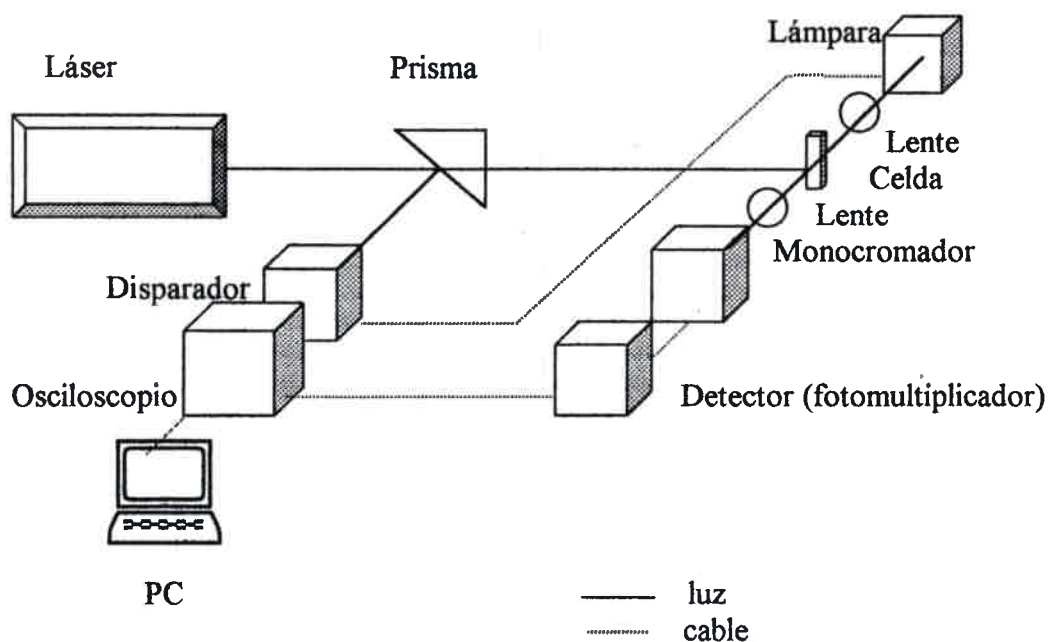 Lámpara
Láser
Prisma
Lente
Celda
Lente
Monocromador
Disparador
Osciloscopio
Detector (fotomultiplicador)
PC
luz
cable